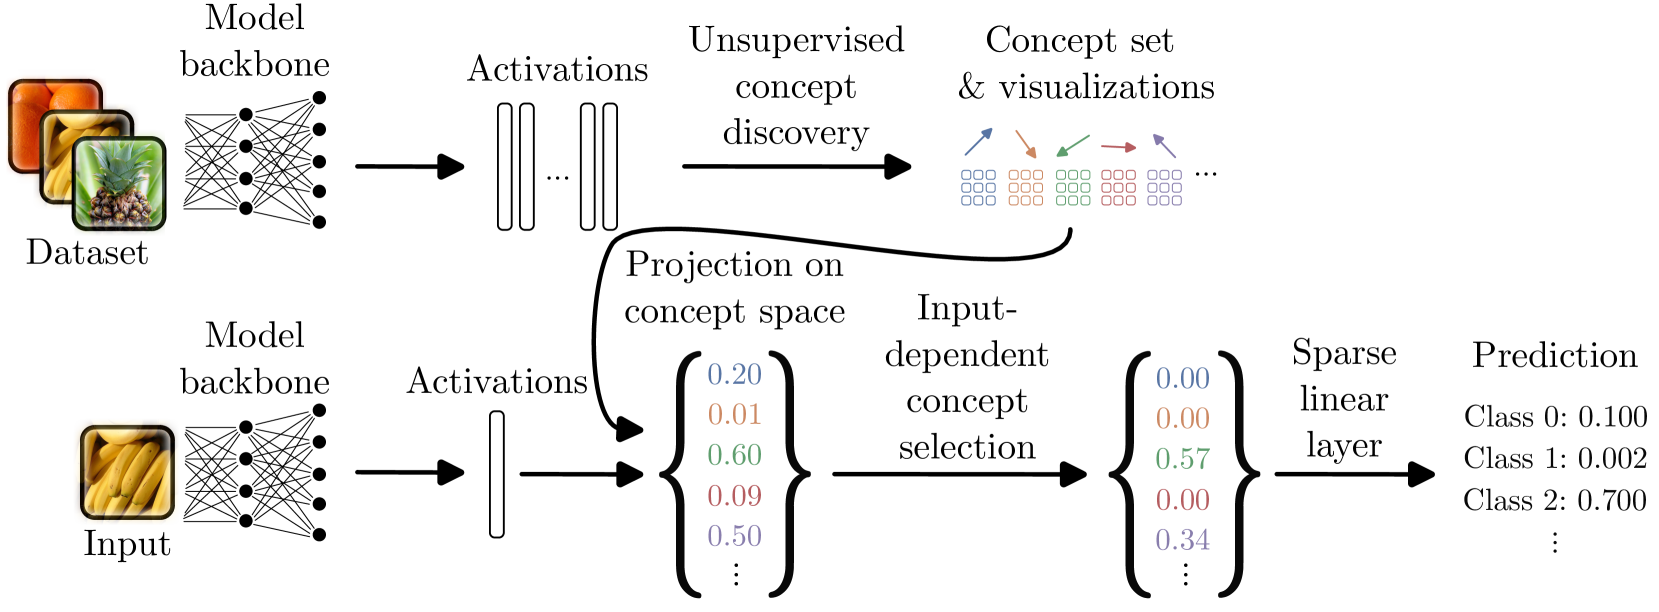 Model
backbone
Activations
...
Unsupervised
concept
discovery
Concept set
& visualizations
...
Dataset
Projection on
concept space
Model
backbone
Activations
Input
0.20
0.01
0.60
0.09
0.50
⋮
Input-
dependent
concept
selection
0.00
0.00
0.57
0.00
0.34
⋮
Sparse
linear
layer
Prediction
Class 0: 0.100
Class 1: 0.002
Class 2: 0.700
⋮